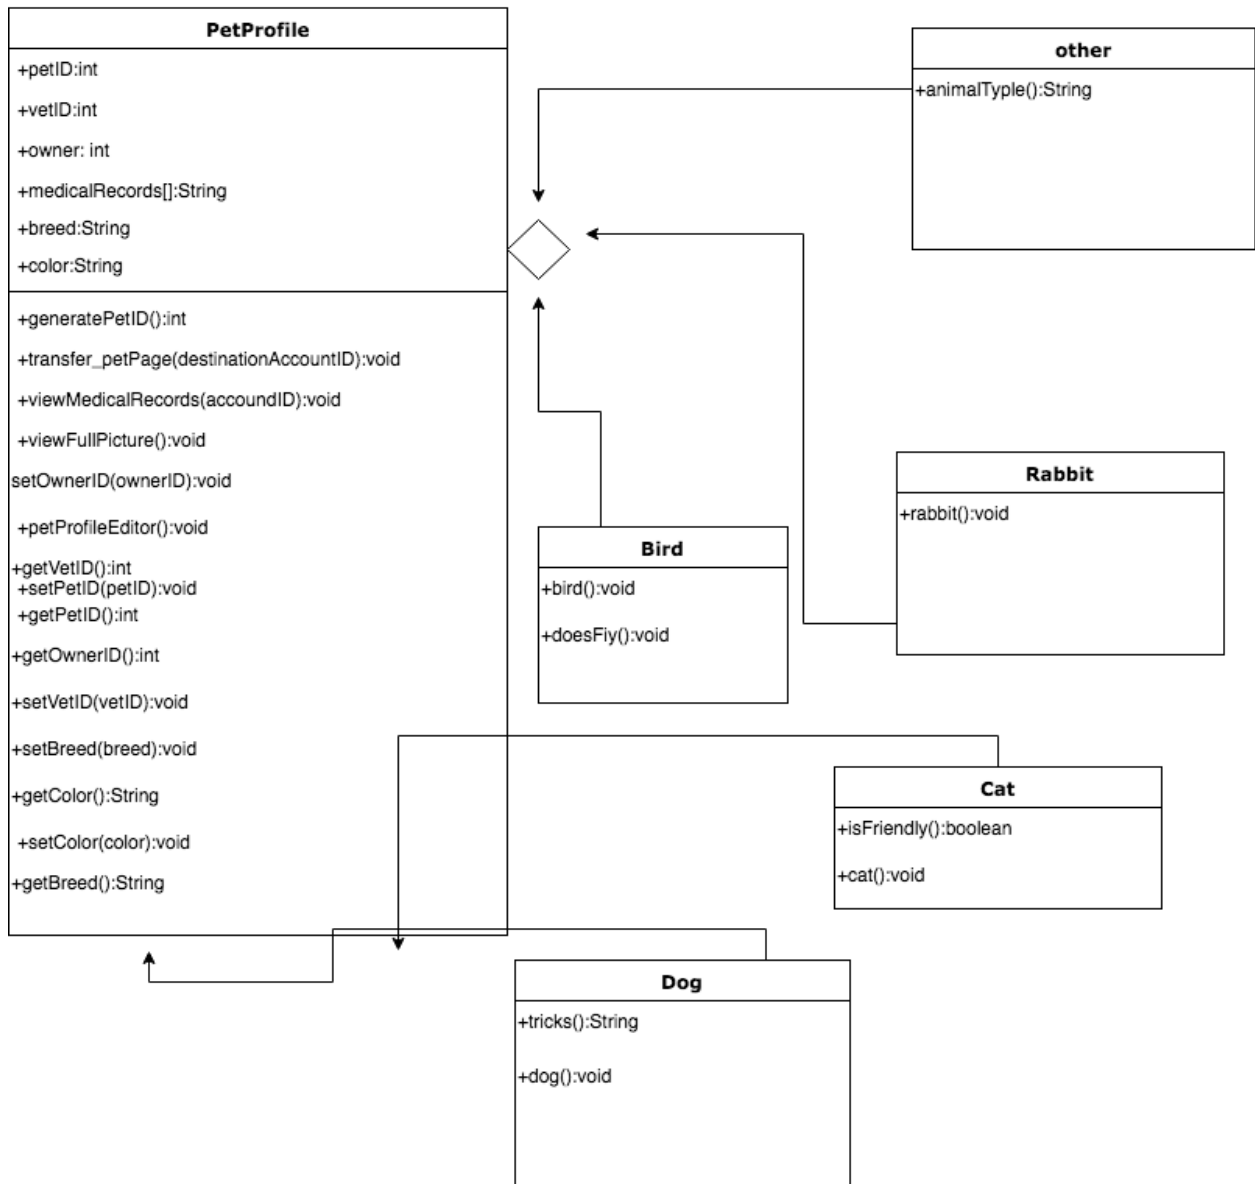 PetProfile
+petID:int
+vetID:int
+owner: int
+medicalRecords[]:String
+breed:String
+color:String
+generatePetID():int
+transfer_petPage(destinationAccountID):void
+viewMedicalRecords(accoundID):void
+viewFullPicture():void
setOwnerID(ownerID):void
+petProfileEditor():void
+getVetID():int
+setPetID(petID):void
+getPetID():int
+getOwnerID():int
+setVetID(vetID):void
+setBreed(breed):void
+getColor():String
+setColor(color):void
+getBreed():String
other
+animalTyple():String
Rabbit
+rabbit():void
Bird
+bird():void
+doesFiy():void
Cat
+isFriendly():boolean
+cat():void
Dog
+tricks():String
+dog():void